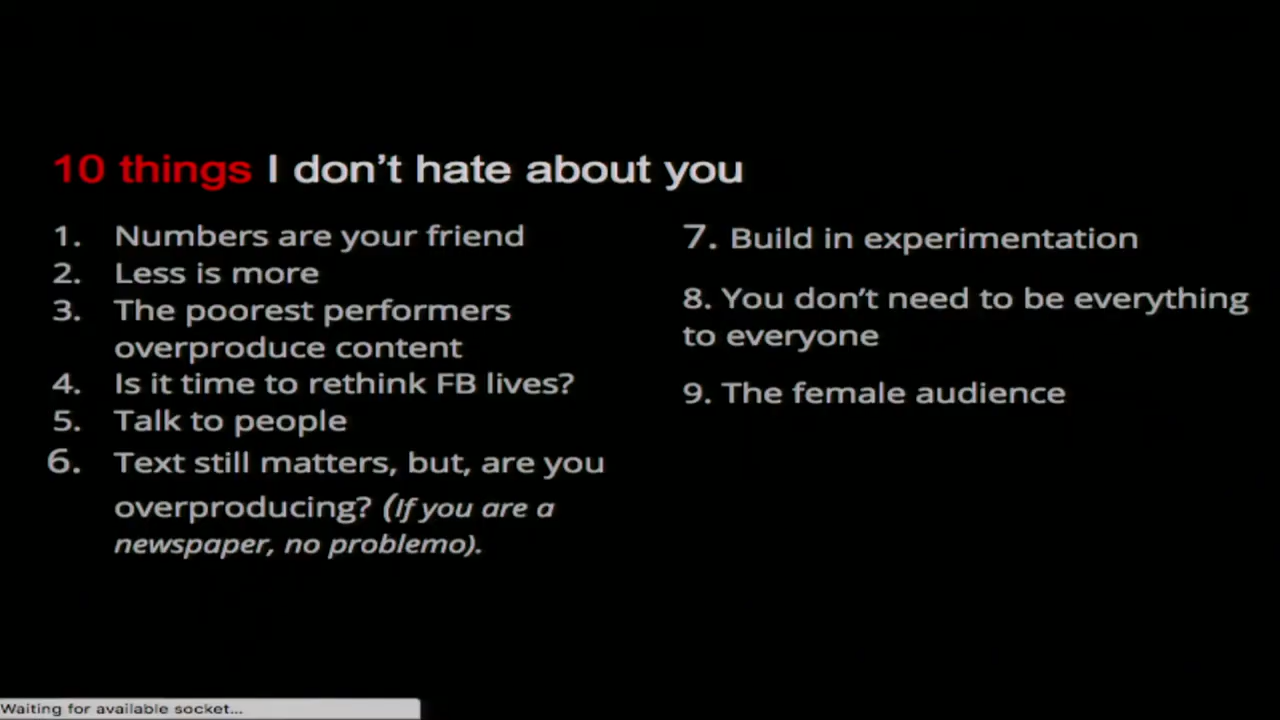 10 things I don't hate about you
1. Numbers are your friend
2. Less is more
3. The poorest performers
overproduce content
4. Is it time to rethink FB lives?
5. Talk to people
6. Text still matters, but, are you
overproducing? (If you are a
newspaper, no problemo).
7. Build in experimentation
8. You don't need to be everything
to everyone
9. The female audience
Waiting for available socket...